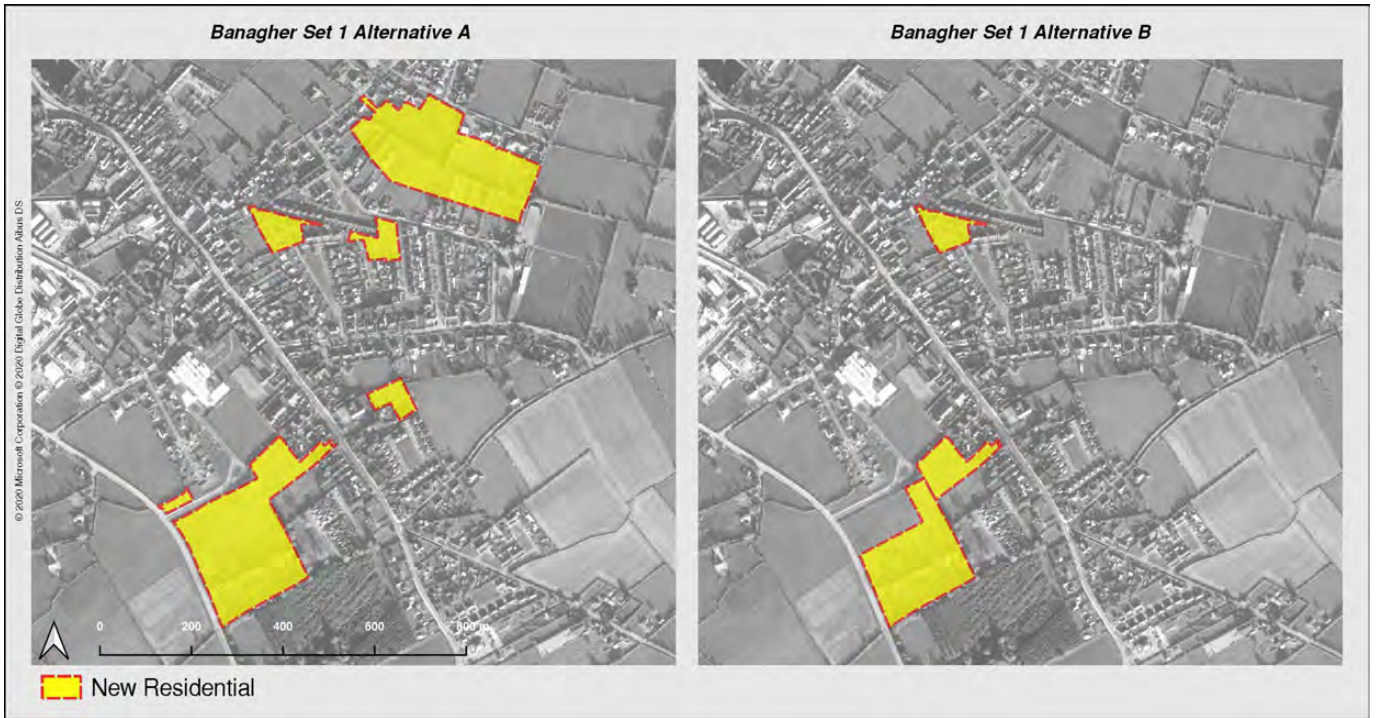 Banagher Set 1 Alternative A
Banagher Set 1 Alternative B
© 2020 Microsoft Corporation © 2020 Digital Globe Distribution Aibus DS
0 200 400 600 800 m
New Residential